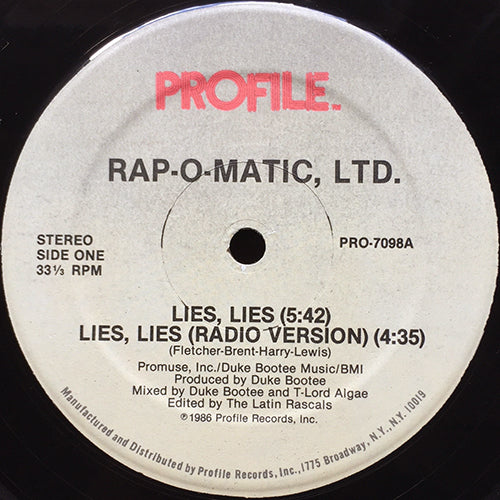 PROFILE™
RAP-O-MATIC, LTD.
STEREO
SIDE ONE
33⅓ RPM
PRO-7098A
LIES, LIES (5:42)
LIES, LIES (RADIO VERSION) (4:35)
(Fletcher-Brent-Harry-Lewis)
Promuse, Inc./Duke Bootee Music/BMI
Produced by Duke Bootee
Mixed by Duke Bootee and T-Lord Algae
Edited by The Latin Rascals
℗1986 Profile Records, Inc.
Manufactured and Distributed by Profile Records, Inc., 1775 Broadway, N.Y., N.Y. 10019